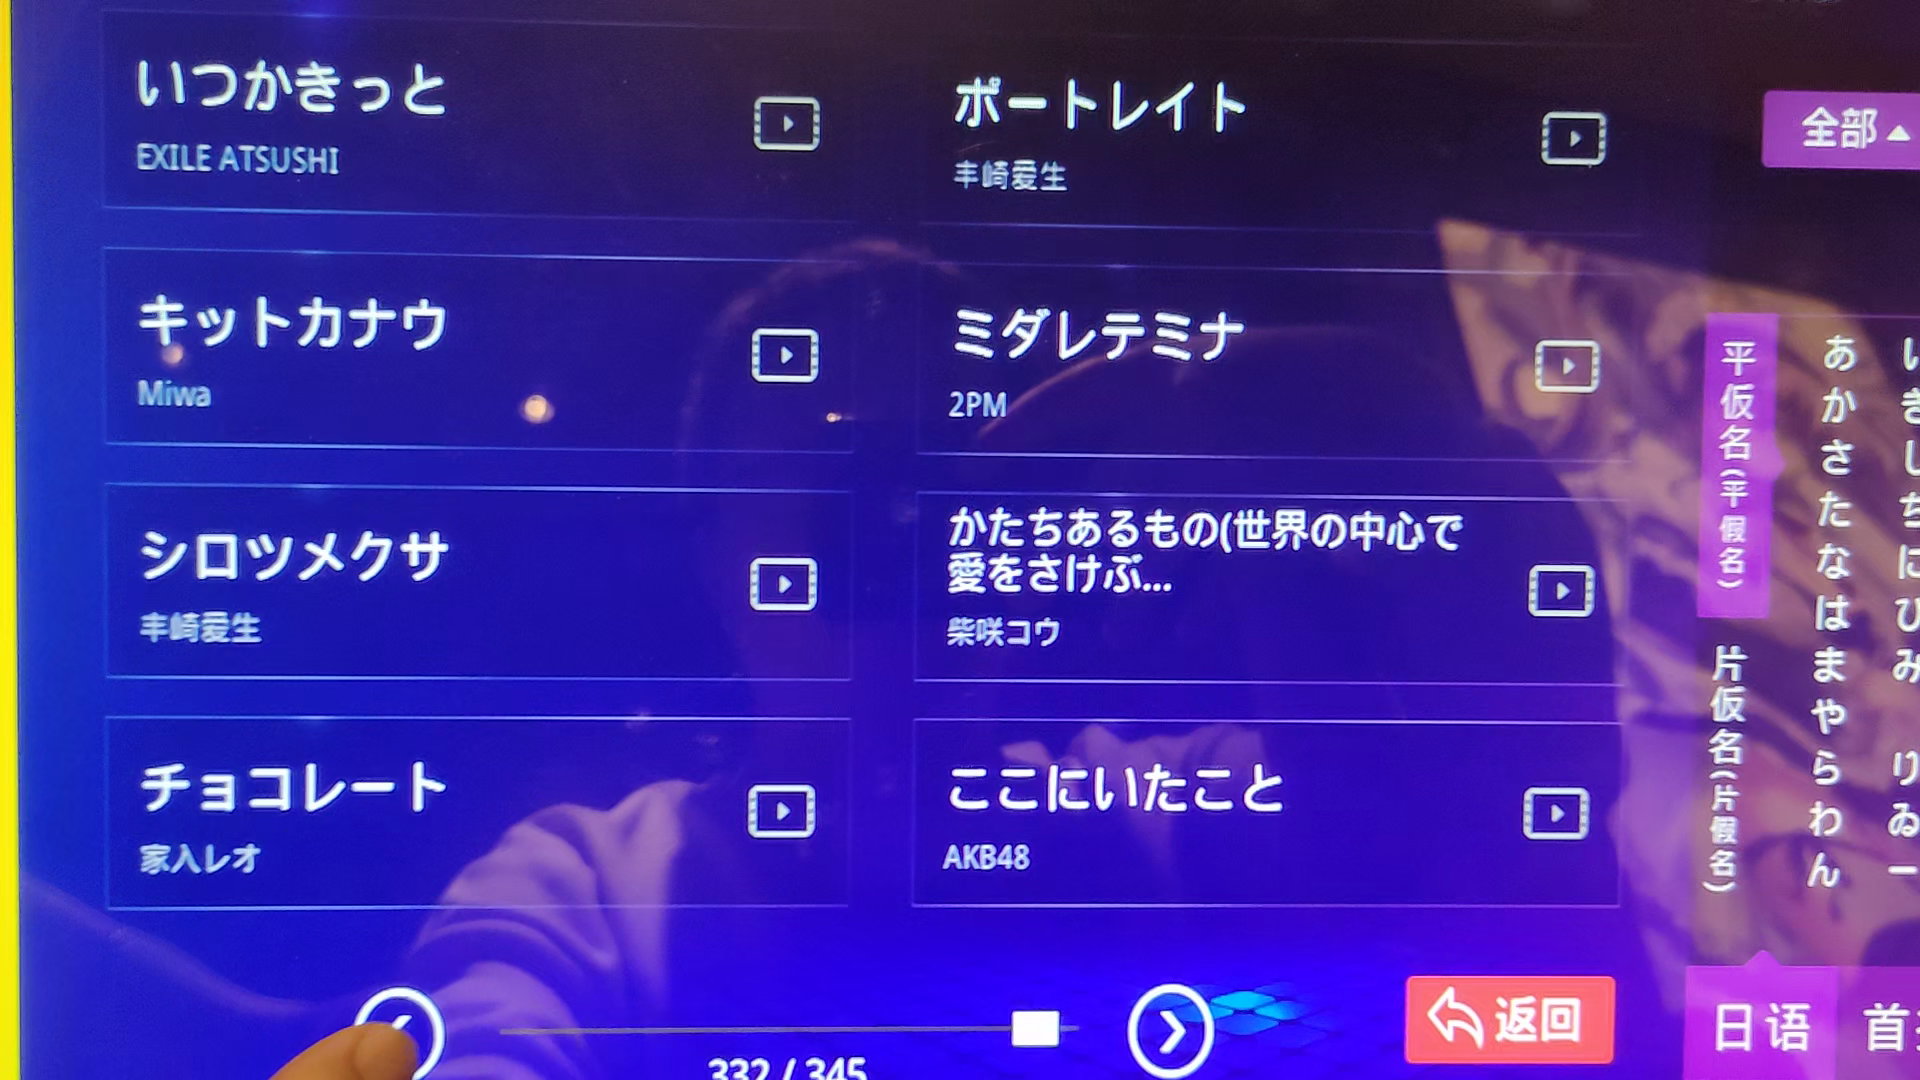 いつかきっと
EXILE ATSUSHI
ポートレイト
丰崎爱生
キットカナウ
Miwa
ミダレテミナ
2PM
シロツメクサ
丰崎爱生
かたちあるもの(世界の中心で
愛をさけぶ...
柴咲コウ
チョコレート
家入レオ
ここにいたこと
AKB48
332 / 345
返回
全部
平仮名(平假名)
片仮名(片假名)
あ い
か き
さ し
た ち
な に
は ひ
ま み
や
ら り
わ ゐ
ん ー
日语
首